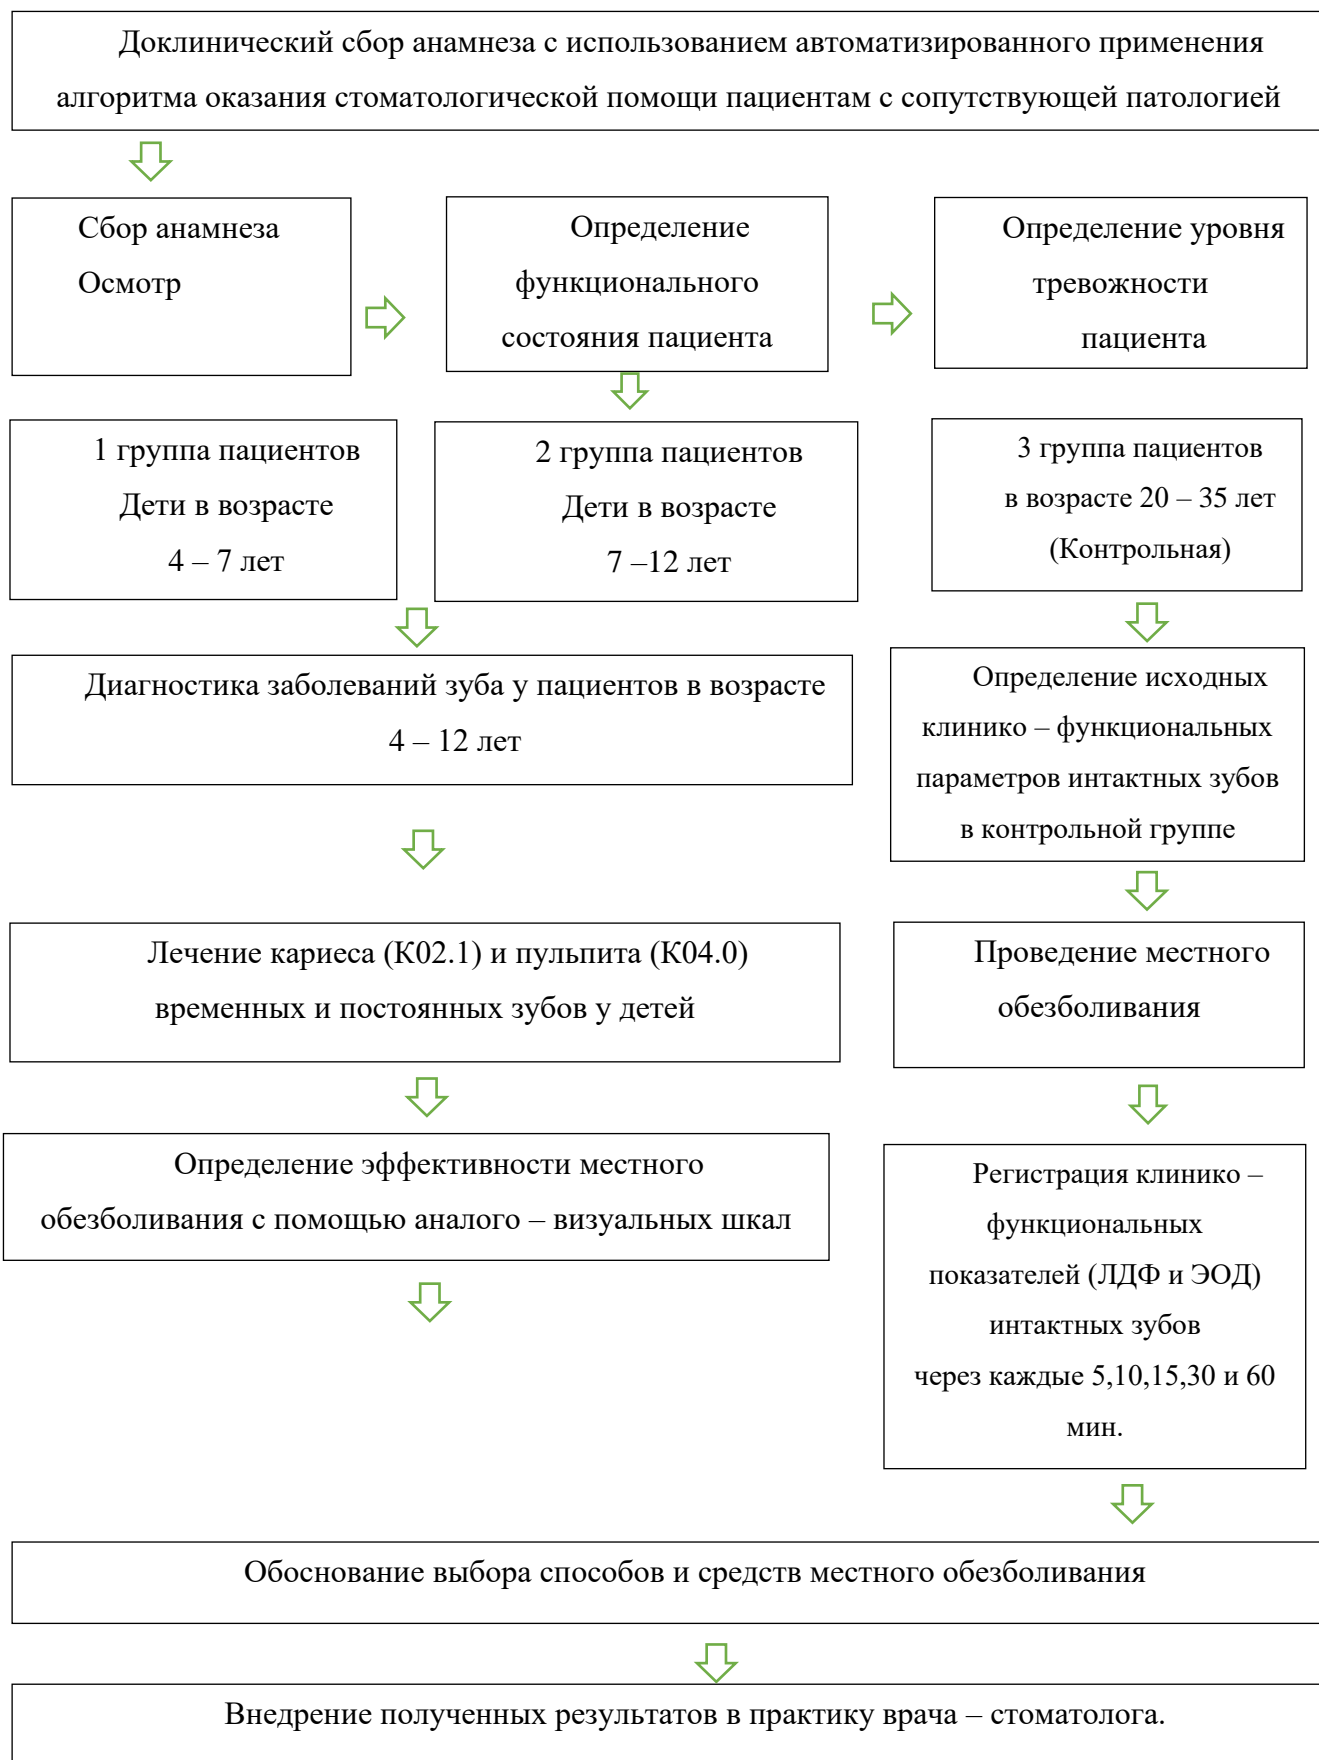 Доклинический сбор анамнеза с использованием автоматизированного применения
алгоритма оказания стоматологической помощи пациентам с сопутствующей патологией
Сбор анамнеза
Осмотр
Определение
функционального
состояния пациента
Определение уровня
тревожности
пациента
1 группа пациентов
Дети в возрасте
4 – 7 лет
2 группа пациентов
Дети в возрасте
7 –12 лет
3 группа пациентов
в возрасте 20 – 35 лет
(Контрольная)
Диагностика заболеваний зуба у пациентов в возрасте
4 – 12 лет
Определение исходных
клинико – функциональных
параметров интактных зубов
в контрольной группе
Лечение кариеса (К02.1) и пульпита (К04.0)
временных и постоянных зубов у детей
Проведение местного
обезболивания
Определение эффективности местного
обезболивания с помощью аналого – визуальных шкал
Регистрация клинико –
функциональных
показателей (ЛДФ и ЭОД)
интактных зубов
через каждые 5,10,15,30 и 60
мин.
Обоснование выбора способов и средств местного обезболивания
Внедрение полученных результатов в практику врача – стоматолога.